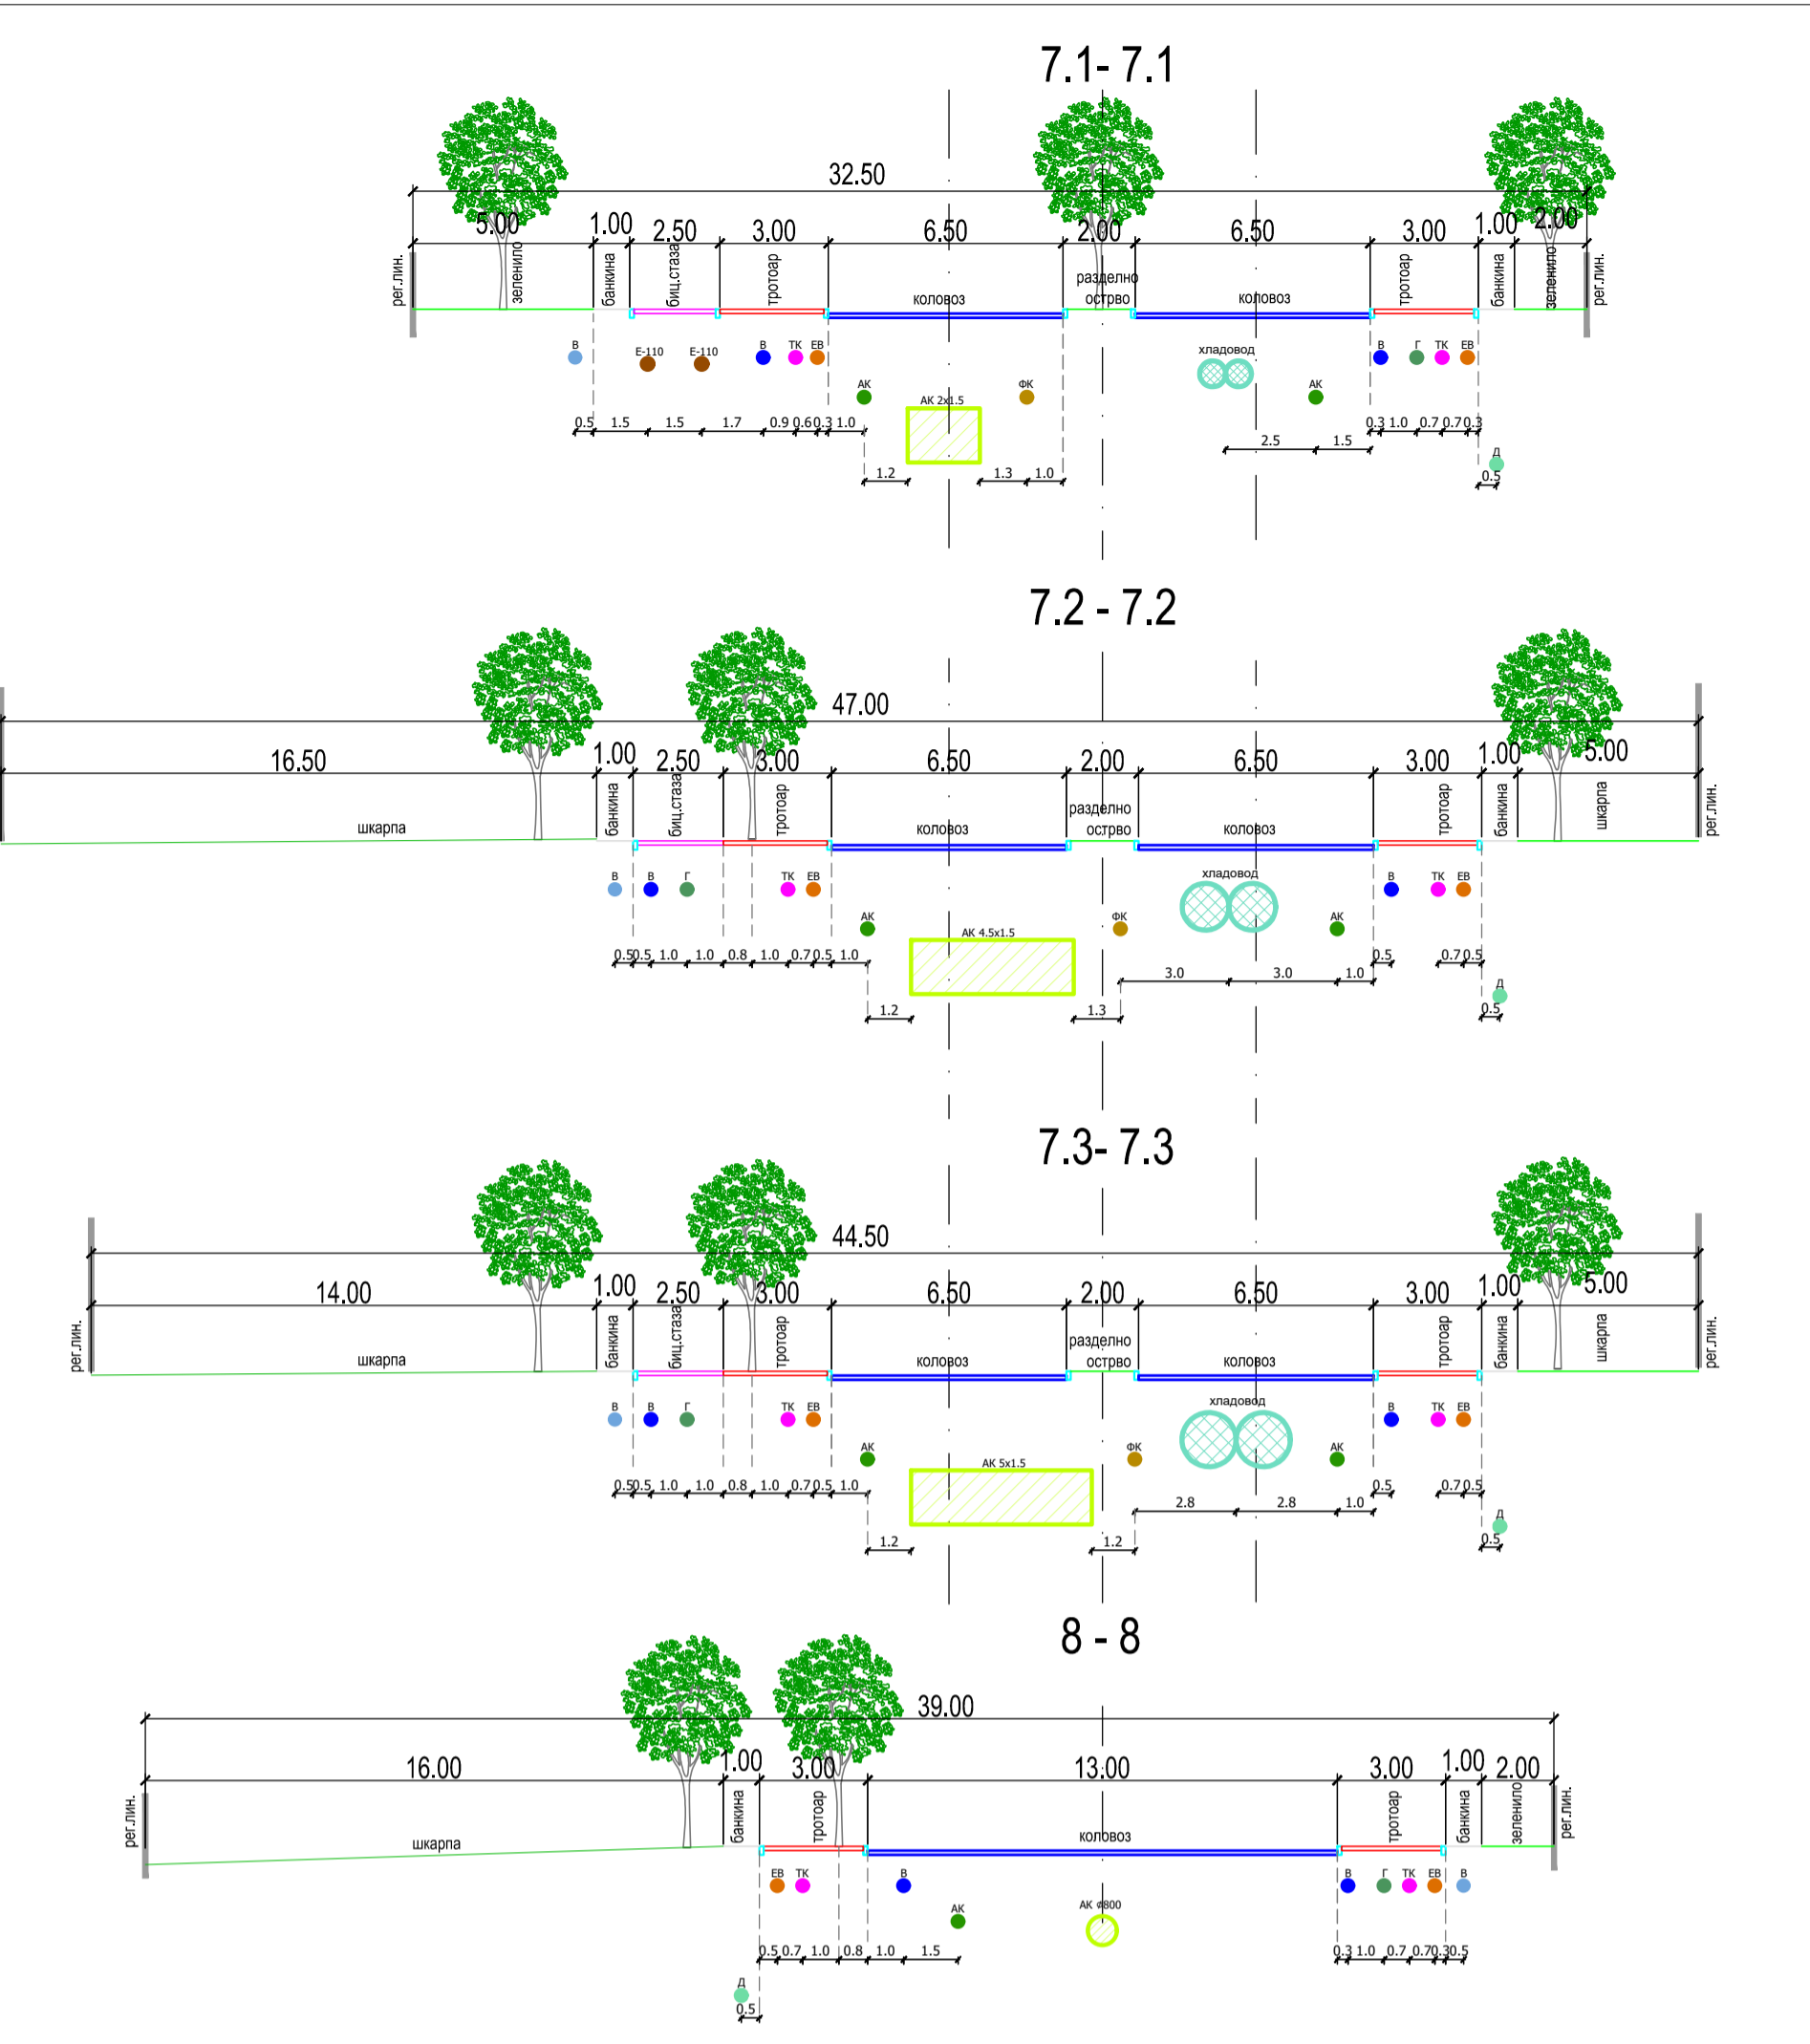 7.1- 7.1
32.50
5.00 1.00 2.50 3.00 6.50 2.00 6.50 3.00 1.00 2.00
рег.лин. зеленило банкина биц.стаза тротоар коловоз разделно острво коловоз тротоар банкина зеленило рег.лин.
В Е-110 Е-110 В ТК ЕВ хладовод В Г ТК ЕВ
АК АК 2x1.5 ФК АК
0.5 1.5 1.5 1.7 0.9 0.6 0.3 1.0 0.3 1.0 0.7 0.7 0.3
2.5 1.5
Д
1.2 1.3 1.0 0.5
7.2 - 7.2
47.00
16.50 1.00 2.50 3.00 6.50 2.00 6.50 3.00 1.00 5.00
шкарпа банкина биц.стаза тротоар коловоз разделно острво коловоз тротоар банкина шкарпа рег.лин.
В В Г ТК ЕВ хладовод В ТК ЕВ
АК АК 4.5x1.5 ФК АК
0.5 0.5 1.0 1.0 0.8 1.0 0.7 0.5 1.0 0.5 0.7 0.5
3.0 3.0 1.0
Д
1.2 1.3 0.5
7.3- 7.3
44.50
14.00 1.00 2.50 3.00 6.50 2.00 6.50 3.00 1.00 5.00
рег.лин. шкарпа банкина биц.стаза тротоар коловоз разделно острво коловоз тротоар банкина шкарпа рег.лин.
В В Г ТК ЕВ хладовод В ТК ЕВ
АК АК 5x1.5 ФК АК
0.5 0.5 1.0 1.0 0.8 1.0 0.7 0.5 1.0 0.5 0.7 0.5
2.8 2.8 1.0
Д
1.2 1.2 0.5
8 - 8
39.00
16.00 1.00 3.00 13.00 3.00 1.00 2.00
рег.лин. шкарпа банкина тротоар коловоз тротоар банкина зеленило рег.лин.
ЕВ ТК В В Г ТК ЕВ В
АК АК ⌀800
0.5 0.7 1.0 0.8 1.0 1.5 0.3 1.0 0.7 0.7 0.3 0.5
Д
0.5